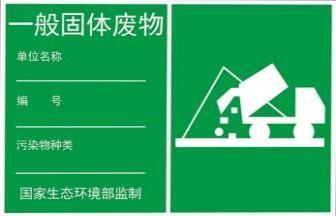 一般固体废物
单位名称
编　号
污染物种类
国家生态环境部监制